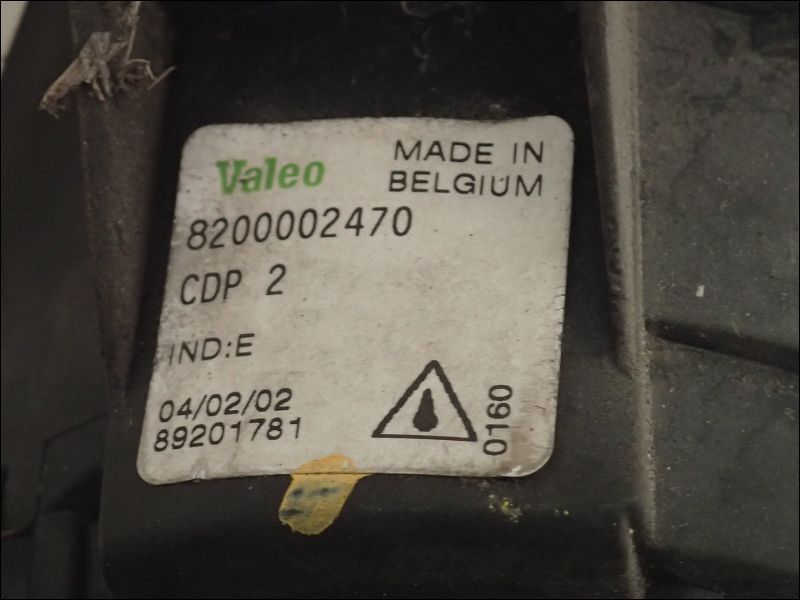 Valeo
MADE IN
BELGIUM
8200002470
CDP 2
IND:E
04/02/02
89201781
0160